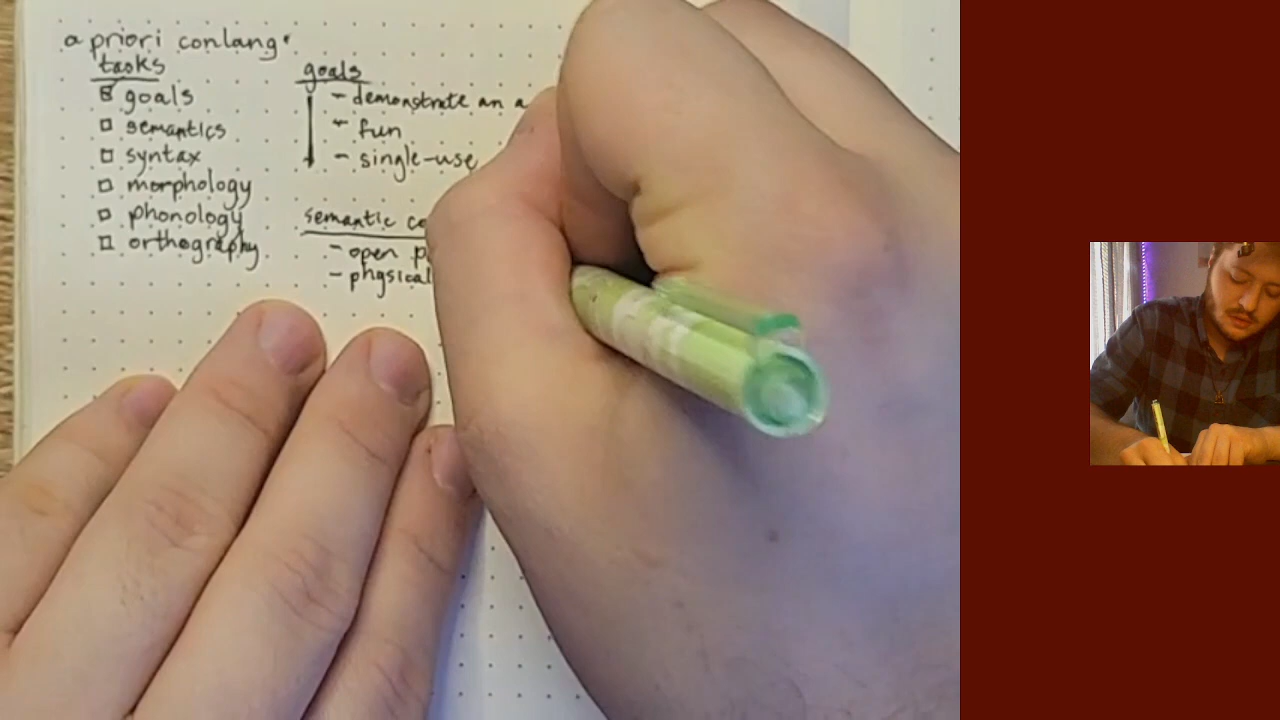 a priori conlang
tasks
goals
semantics
syntax
morphology
phonology
orthography
goals
- demonstrate an a
- fun
- single-use
semantic
- open
- physical